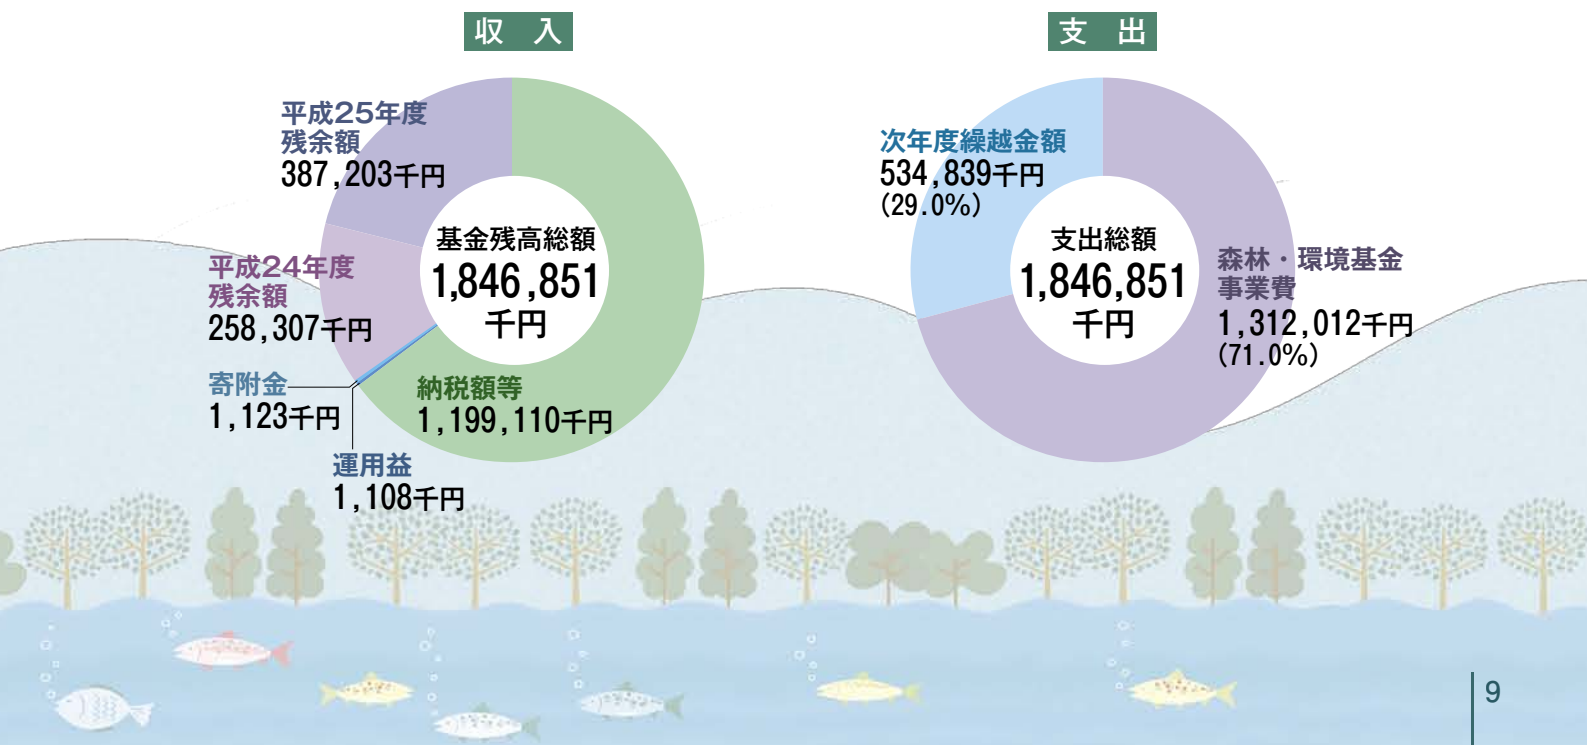 収 入
平成25年度
残余額
387,203千円
基金残高総額
1,846,851
千円
平成24年度
残余額
258,307千円
寄附金
1,123千円
納税額等
1,199,110千円
運用益
1,108千円
支 出
次年度繰越金額
534,839千円
(29.0%)
支出総額
1,846,851
千円
森林・環境基金
事業費
1,312,012千円
(71.0%)
9